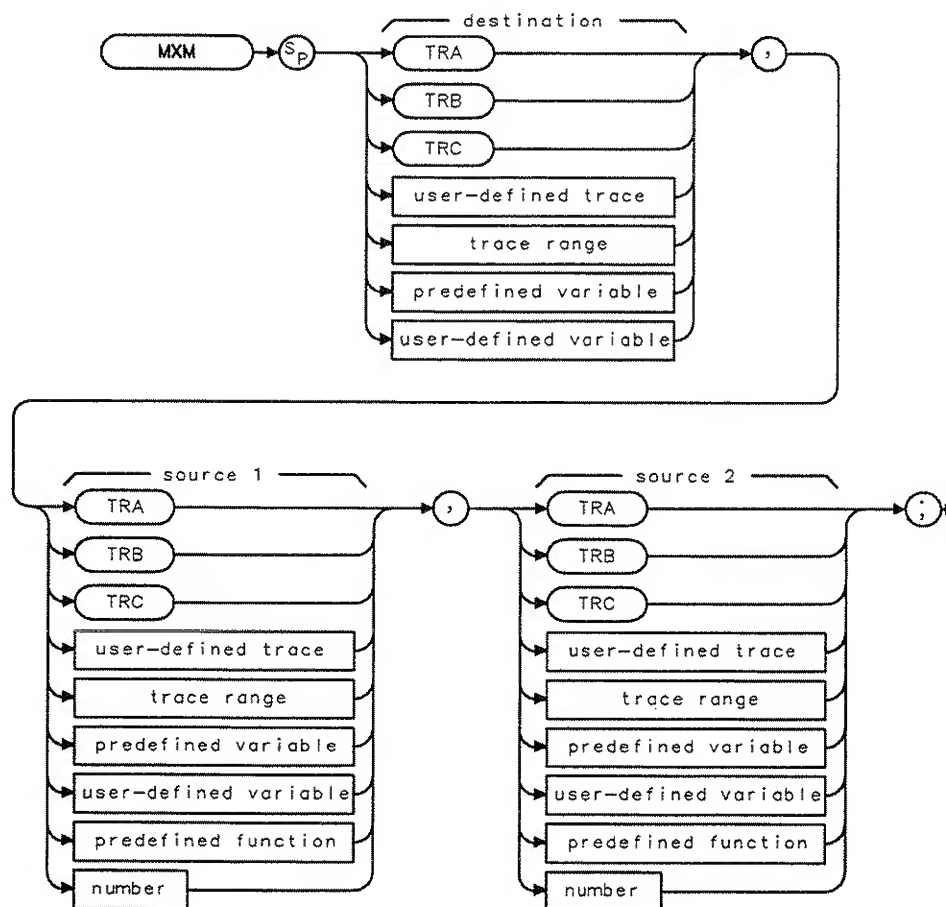 destination
MXM SP TRA ,
TRB
TRC
user-defined trace
trace range
predefined variable
user-defined variable
source 1
TRA ,
TRB
TRC
user-defined trace
trace range
predefined variable
user-defined variable
predefined function
number
source 2
TRA ;
TRB
TRC
user-defined trace
trace range
predefined variable
user-defined variable
predefined function
number